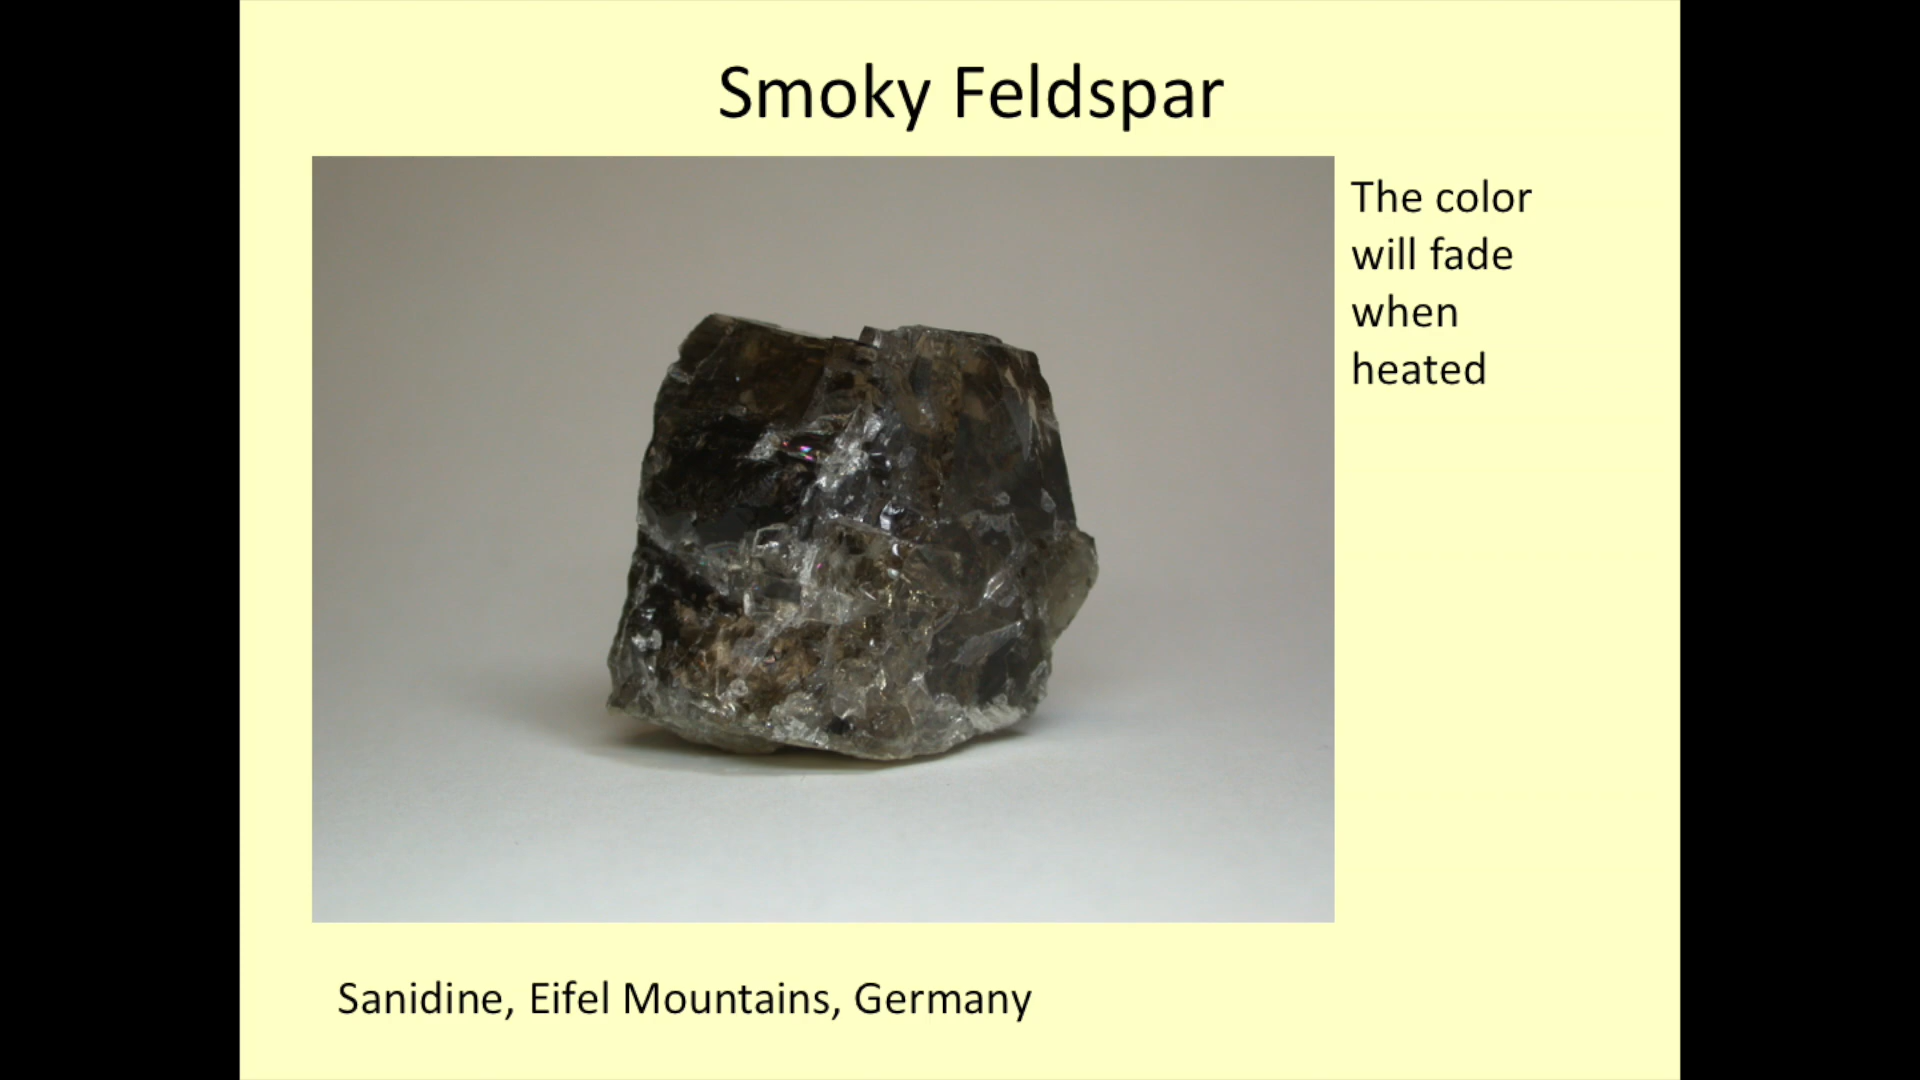 Smoky Feldspar
The color
will fade
when
heated
Sanidine, Eifel Mountains, Germany